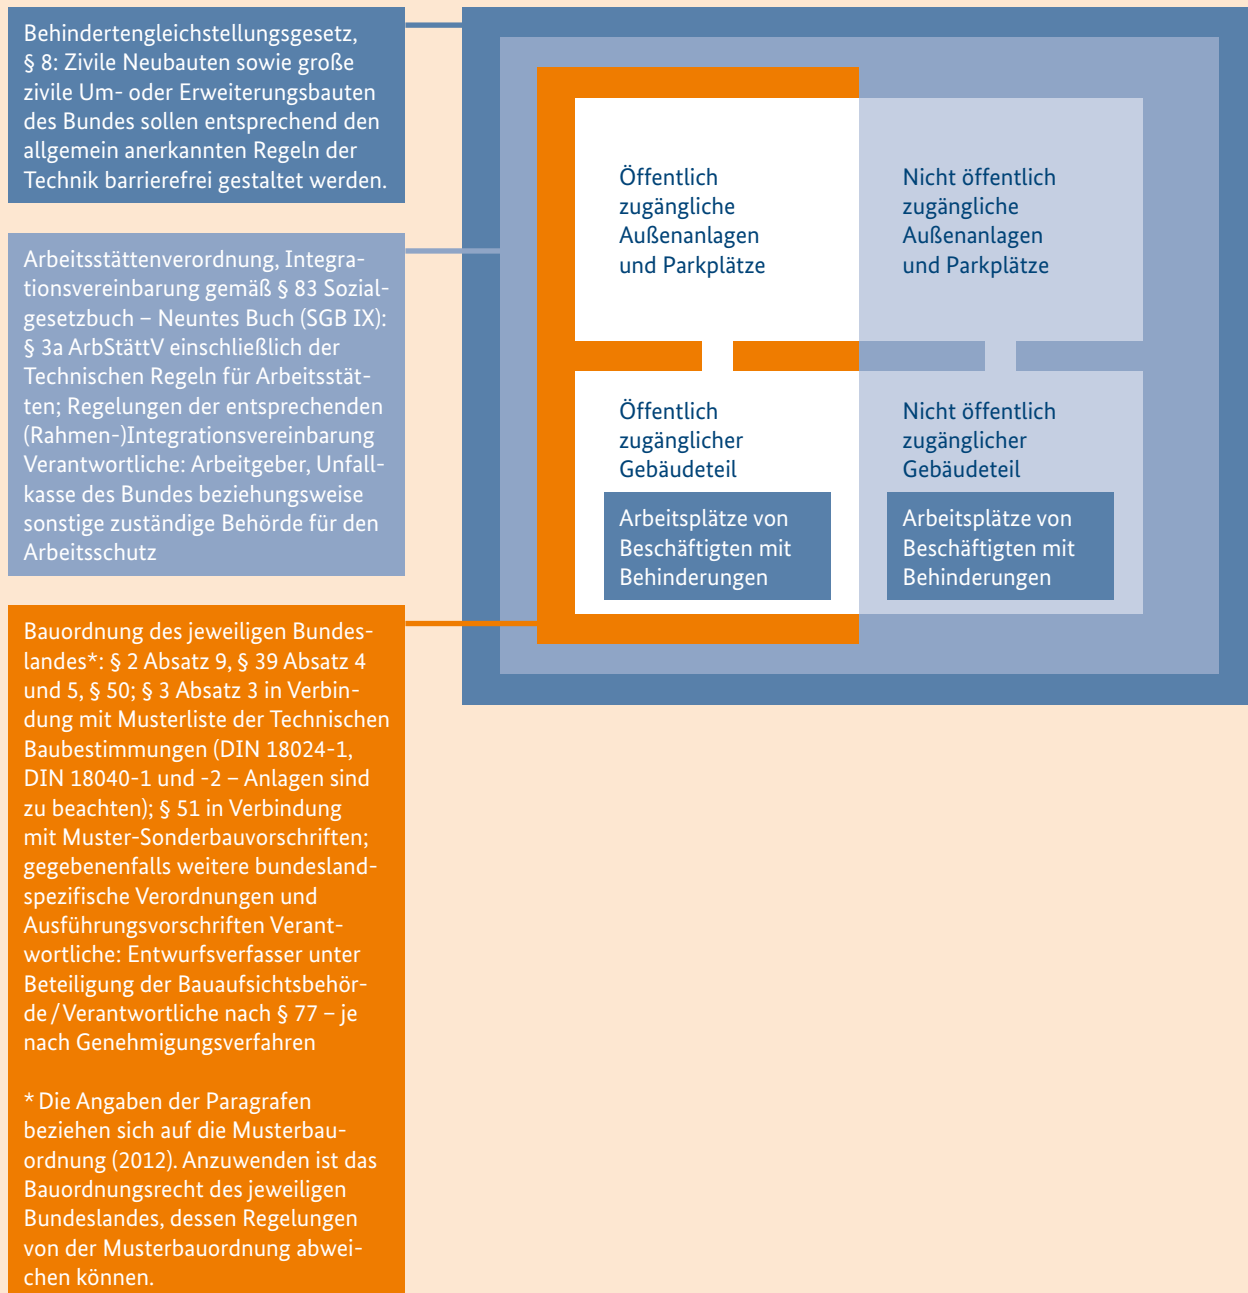 Behindertengleichstellungsgesetz,
§ 8: Zivile Neubauten sowie große
zivile Um- oder Erweiterungsbauten
des Bundes sollen entsprechend den
allgemein anerkannten Regeln der
Technik barrierefrei gestaltet werden.
Arbeitsstättenverordnung, Integra-
tionsvereinbarung gemäß § 83 Sozial-
gesetzbuch – Neuntes Buch (SGB IX):
§ 3a ArbStättV einschließlich der
Technischen Regeln für Arbeitsstät-
ten; Regelungen der entsprechenden
(Rahmen-)Integrationsvereinbarung
Verantwortliche: Arbeitgeber, Unfall-
kasse des Bundes beziehungsweise
sonstige zuständige Behörde für den
Arbeitsschutz
Bauordnung des jeweiligen Bundes-
landes*: § 2 Absatz 9, § 39 Absatz 4
und 5, § 50; § 3 Absatz 3 in Verbin-
dung mit Musterliste der Technischen
Baubestimmungen (DIN 18024-1,
DIN 18040-1 und -2 – Anlagen sind
zu beachten); § 51 in Verbindung
mit Muster-Sonderbauvorschriften;
gegebenenfalls weitere bundesland-
spezifische Verordnungen und
Ausführungsvorschriften Verant-
wortliche: Entwurfsverfasser unter
Beteiligung der Bauaufsichtsbehör-
de / Verantwortliche nach § 77 – je
nach Genehmigungsverfahren
* Die Angaben der Paragrafen
beziehen sich auf die Musterbau-
ordnung (2012). Anzuwenden ist das
Bauordnungsrecht des jeweiligen
Bundeslandes, dessen Regelungen
von der Musterbauordnung abwei-
chen können.
Öffentlich
zugängliche
Außenanlagen
und Parkplätze
Nicht öffentlich
zugängliche
Außenanlagen
und Parkplätze
Öffentlich
zugänglicher
Gebäudeteil
Arbeitsplätze von
Beschäftigten mit
Behinderungen
Nicht öffentlich
zugänglicher
Gebäudeteil
Arbeitsplätze von
Beschäftigten mit
Behinderungen